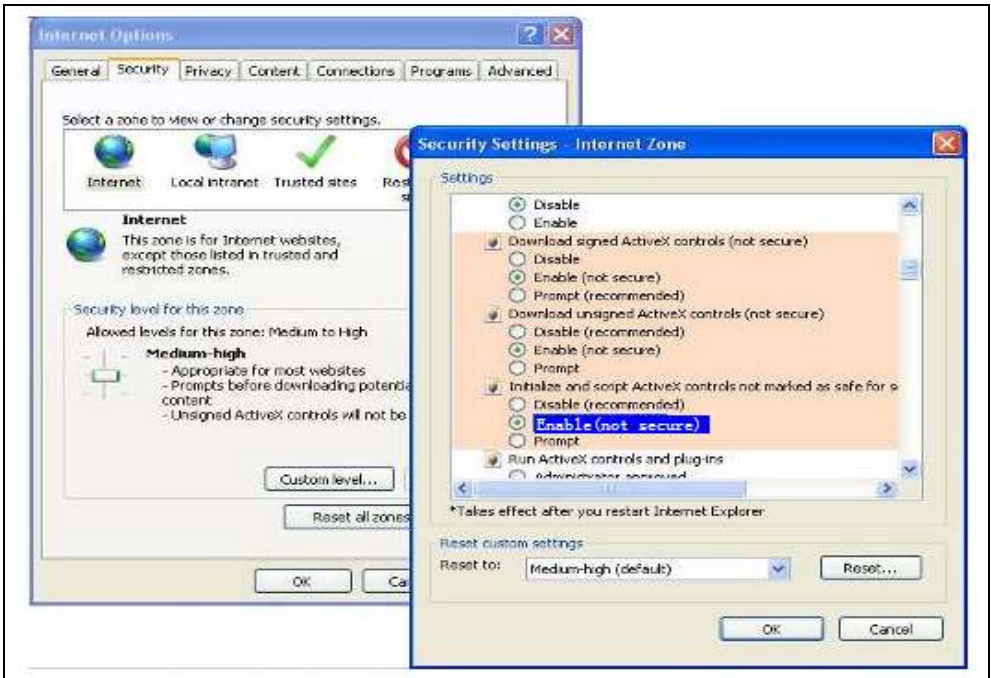 Internet Options
General Security Privacy Content Connections Programs Advanced
Select a zone to view or change security settings.
Internet Local intranet Trusted sites
Internet
This zone is for Internet websites,
except those listed in trusted and
restricted zones.
Security level for this zone
Allowed levels for this zone: Medium to High
Medium-high
- Appropriate for most websites
- Prompts before downloading
content
- Unsigned ActiveX controls will not be
Custom level...
Reset all zones
OK
Security Settings - Internet Zone
Settings
Disable
Enable
Download signed ActiveX controls (not secure)
Disable
Enable (not secure)
Prompt (recommended)
Download unsigned ActiveX controls (not secure)
Disable (recommended)
Enable (not secure)
Prompt
Initialize and script ActiveX controls not marked as safe for s
Disable (recommended)
Enable(not secure)
Prompt
Run ActiveX controls and plug-ins
Administrator approved
*Takes effect after you restart Internet Explorer
Reset custom settings
Reset to: Medium-high (default) Reset...
OK Cancel